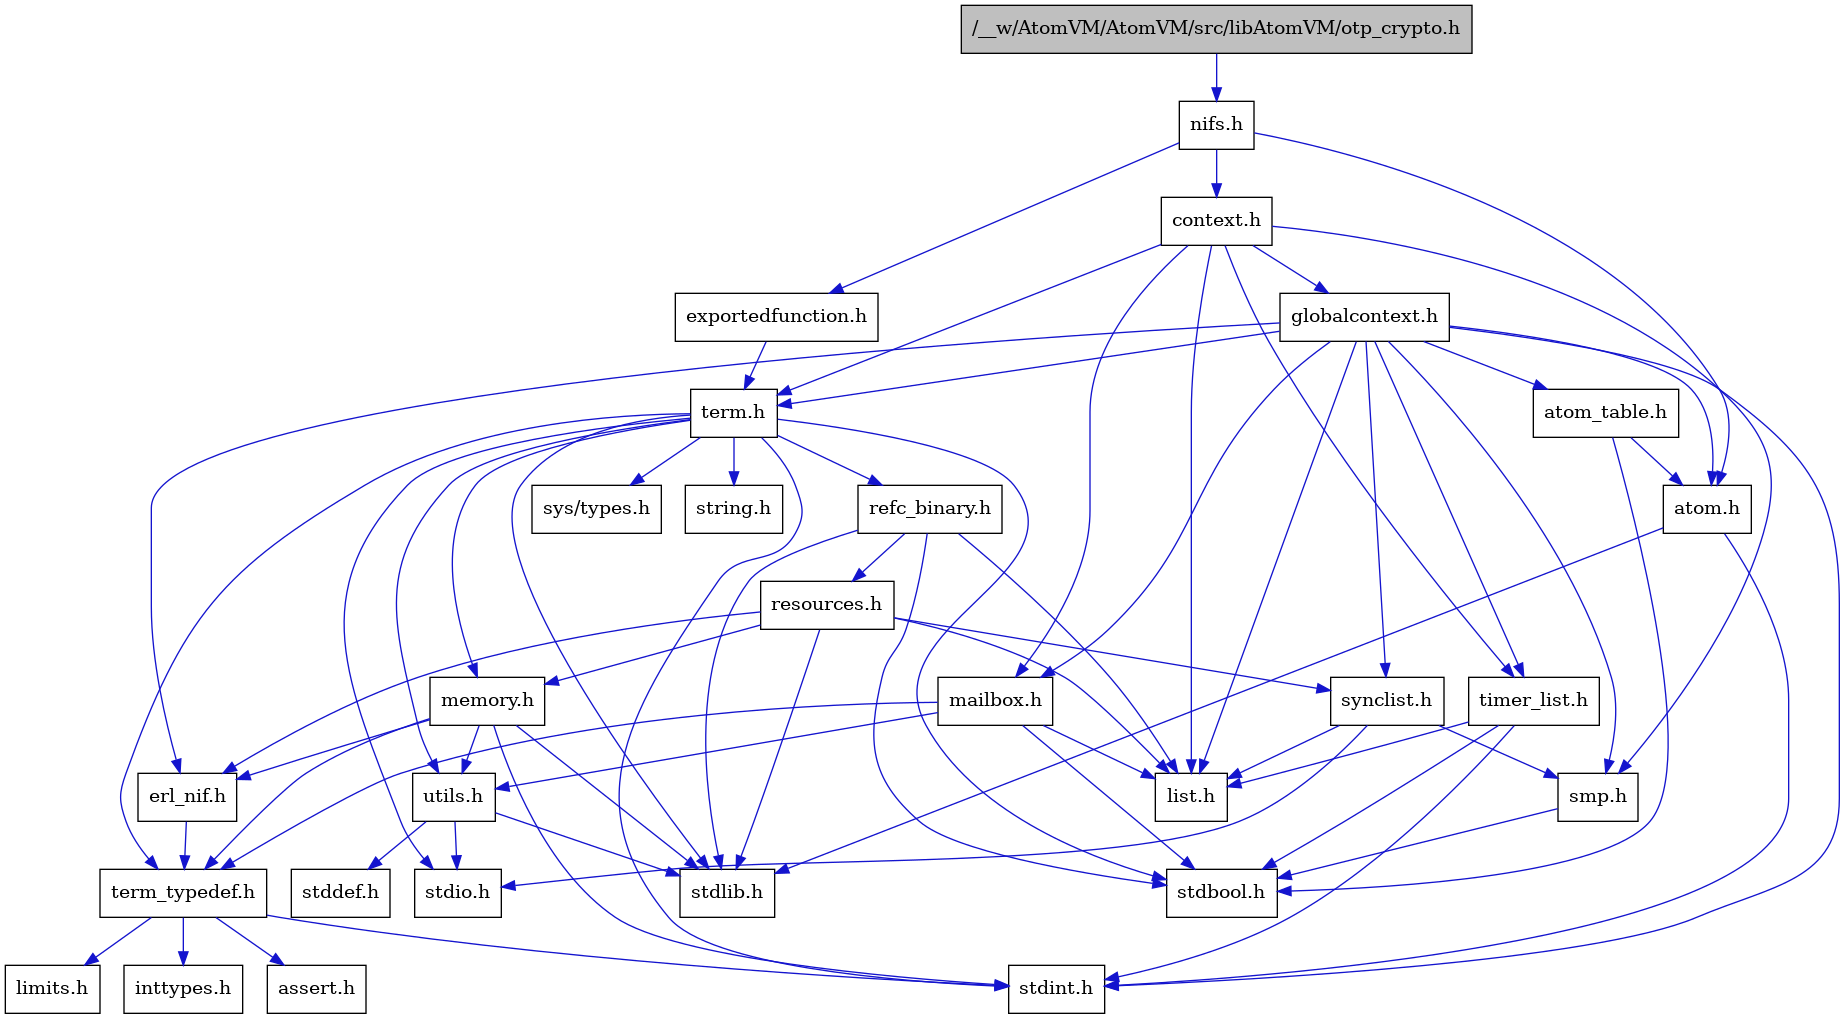 /__w/AtomVM/AtomVM/src/libAtomVM/otp_crypto.h
nifs.h
context.h
exportedfunction.h
globalcontext.h
term.h
atom_table.h
sys/types.h
string.h
refc_binary.h
atom.h
resources.h
memory.h
mailbox.h
synclist.h
timer_list.h
erl_nif.h
utils.h
list.h
smp.h
term_typedef.h
stddef.h
stdio.h
stdlib.h
stdbool.h
limits.h
inttypes.h
assert.h
stdint.h